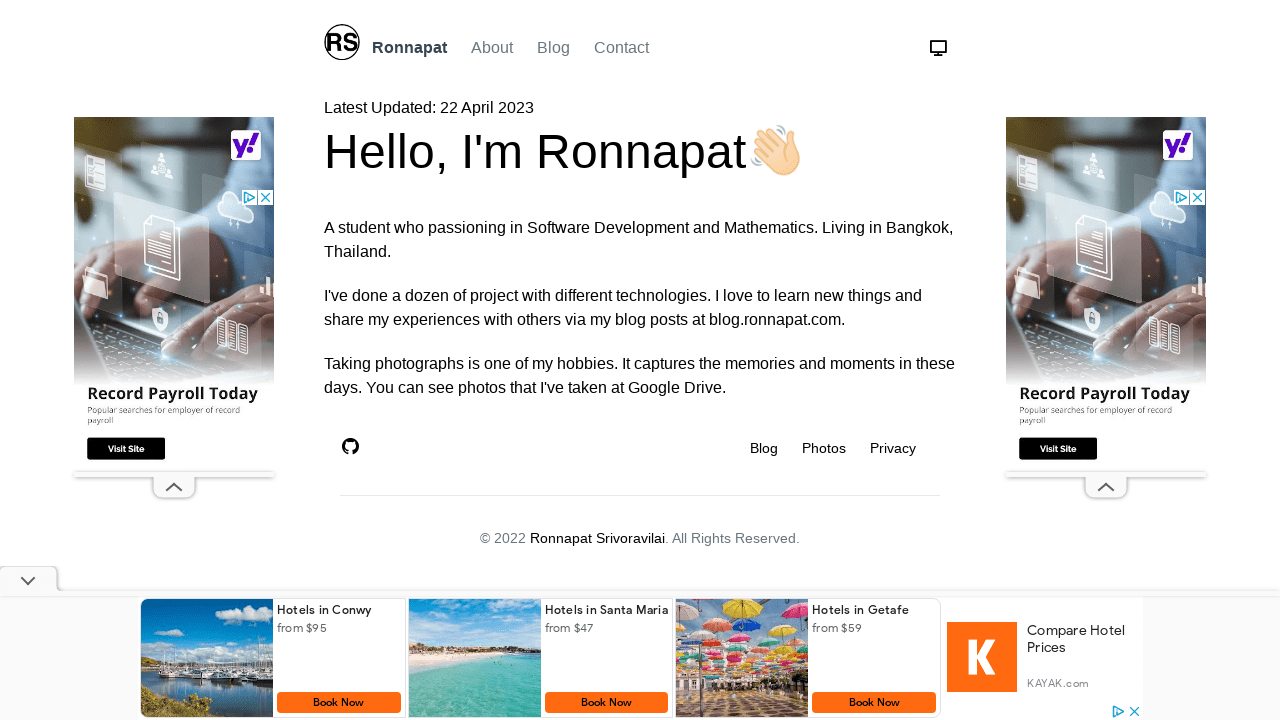 RS Ronnapat About Blog Contact
Latest Updated: 22 April 2023
Hello, I'm Ronnapat
A student who passioning in Software Development and Mathematics. Living in Bangkok,
Thailand.
I've done a dozen of project with different technologies. I love to learn new things and
share my experiences with others via my blog posts at blog.ronnapat.com.
Taking photographs is one of my hobbies. It captures the memories and moments in these
days. You can see photos that I've taken at Google Drive.
Blog Photos Privacy
© 2022 Ronnapat Srivoravilai. All Rights Reserved.
y!
Record Payroll Today
Popular searches for employer of record
payroll
Visit Site
y!
Record Payroll Today
Popular searches for employer of record
payroll
Visit Site
Hotels in Conwy
from $95
Book Now
Hotels in Santa Maria
from $47
Book Now
Hotels in Getafe
from $59
Book Now
K
Compare Hotel
Prices
KAYAK.com